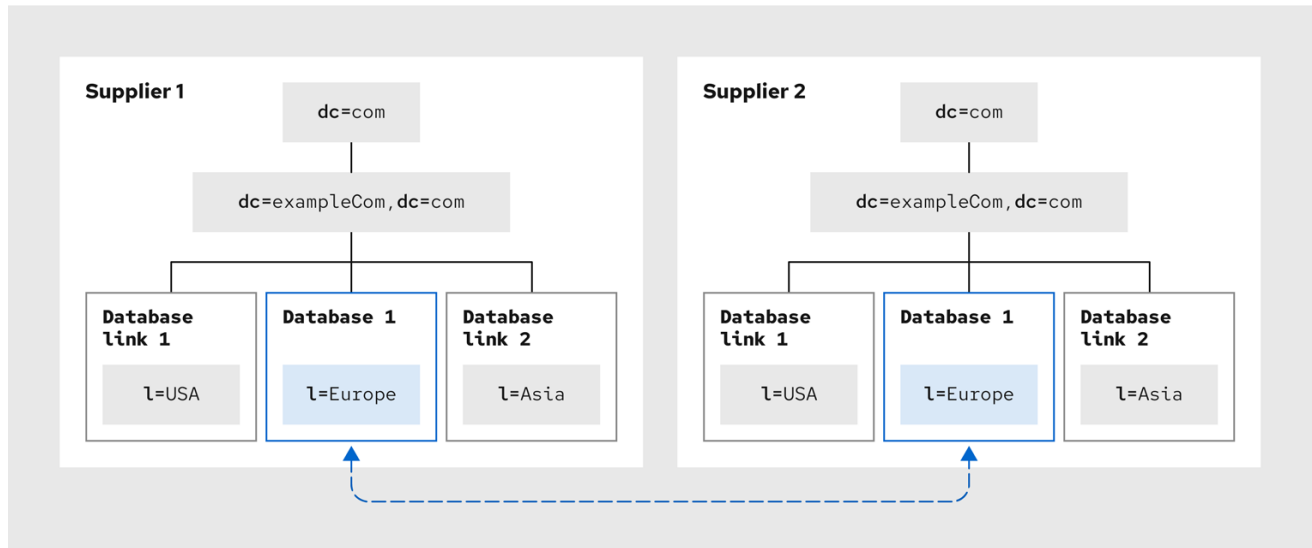 Supplier 1
dc=com
dc=exampleCom,dc=com
Database
link 1
l=USA
Database 1
l=Europe
Database
link 2
l=Asia
Supplier 2
dc=com
dc=exampleCom,dc=com
Database
link 1
l=USA
Database 1
l=Europe
Database
link 2
l=Asia